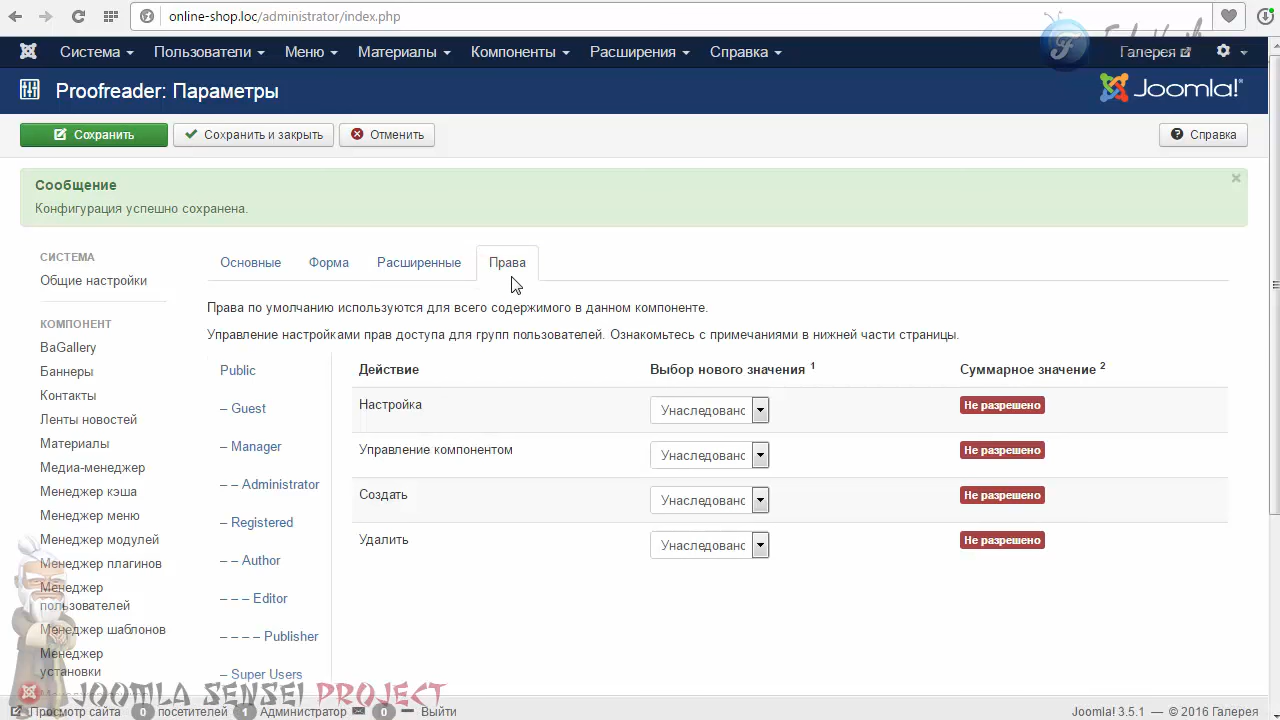 online-shop.loc/administrator/index.php
Система Пользователи Меню Материалы Компоненты Расширения Справка Галерея
Proofreader: Параметры
Joomla!
Сохранить Сохранить и закрыть Отменить Справка
Сообщение
Конфигурация успешно сохранена.
СИСТЕМА
Общие настройки
КОМПОНЕНТ
BaGallery
Баннеры
Контакты
Ленты новостей
Материалы
Медиа-менеджер
Менеджер кэша
Менеджер меню
Менеджер модулей
Менеджер плагинов
Менеджер
пользователей
Менеджер шаблонов
Менеджер
установки
Основные Форма Расширенные Права
Права по умолчанию используются для всего содержимого в данном компоненте.
Управление настройками прав доступа для групп пользователей. Ознакомьтесь с примечаниями в нижней части страницы.
Public
– Guest
– Manager
– – Administrator
– Registered
– – Author
– – – Editor
– – – – Publisher
– Super Users
Действие Выбор нового значения 1 Суммарное значение 2
Настройка Унаследованс Не разрешено
Управление компонентом Унаследованс Не разрешено
Создать Унаследованс Не разрешено
Удалить Унаследованс Не разрешено
JOOMLA SENSEI PROJECT
Просмотр сайта 0 посетителей 1 Администратор 0 Выйти Joomla! 3.5.1 — © 2016 Галерея